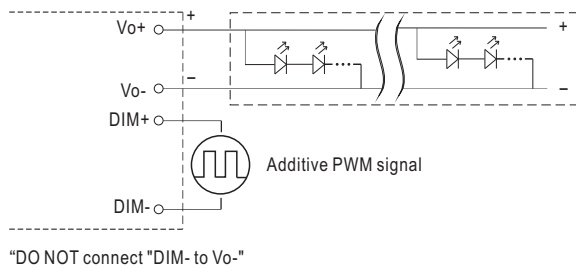 Vo+
+
+
Vo-
−
−
DIM+
Additive PWM signal
DIM-
“DO NOT connect "DIM- to Vo-"